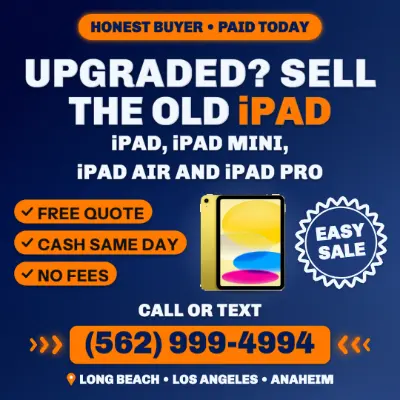 HONEST BUYER • PAID TODAY
UPGRADED? SELL
THE OLD iPAD
iPAD, iPAD MINI,
iPAD AIR AND iPAD PRO
FREE QUOTE
CASH SAME DAY
NO FEES
EASY
SALE
CALL OR TEXT
(562) 999-4994
LONG BEACH • LOS ANGELES • ANAHEIM